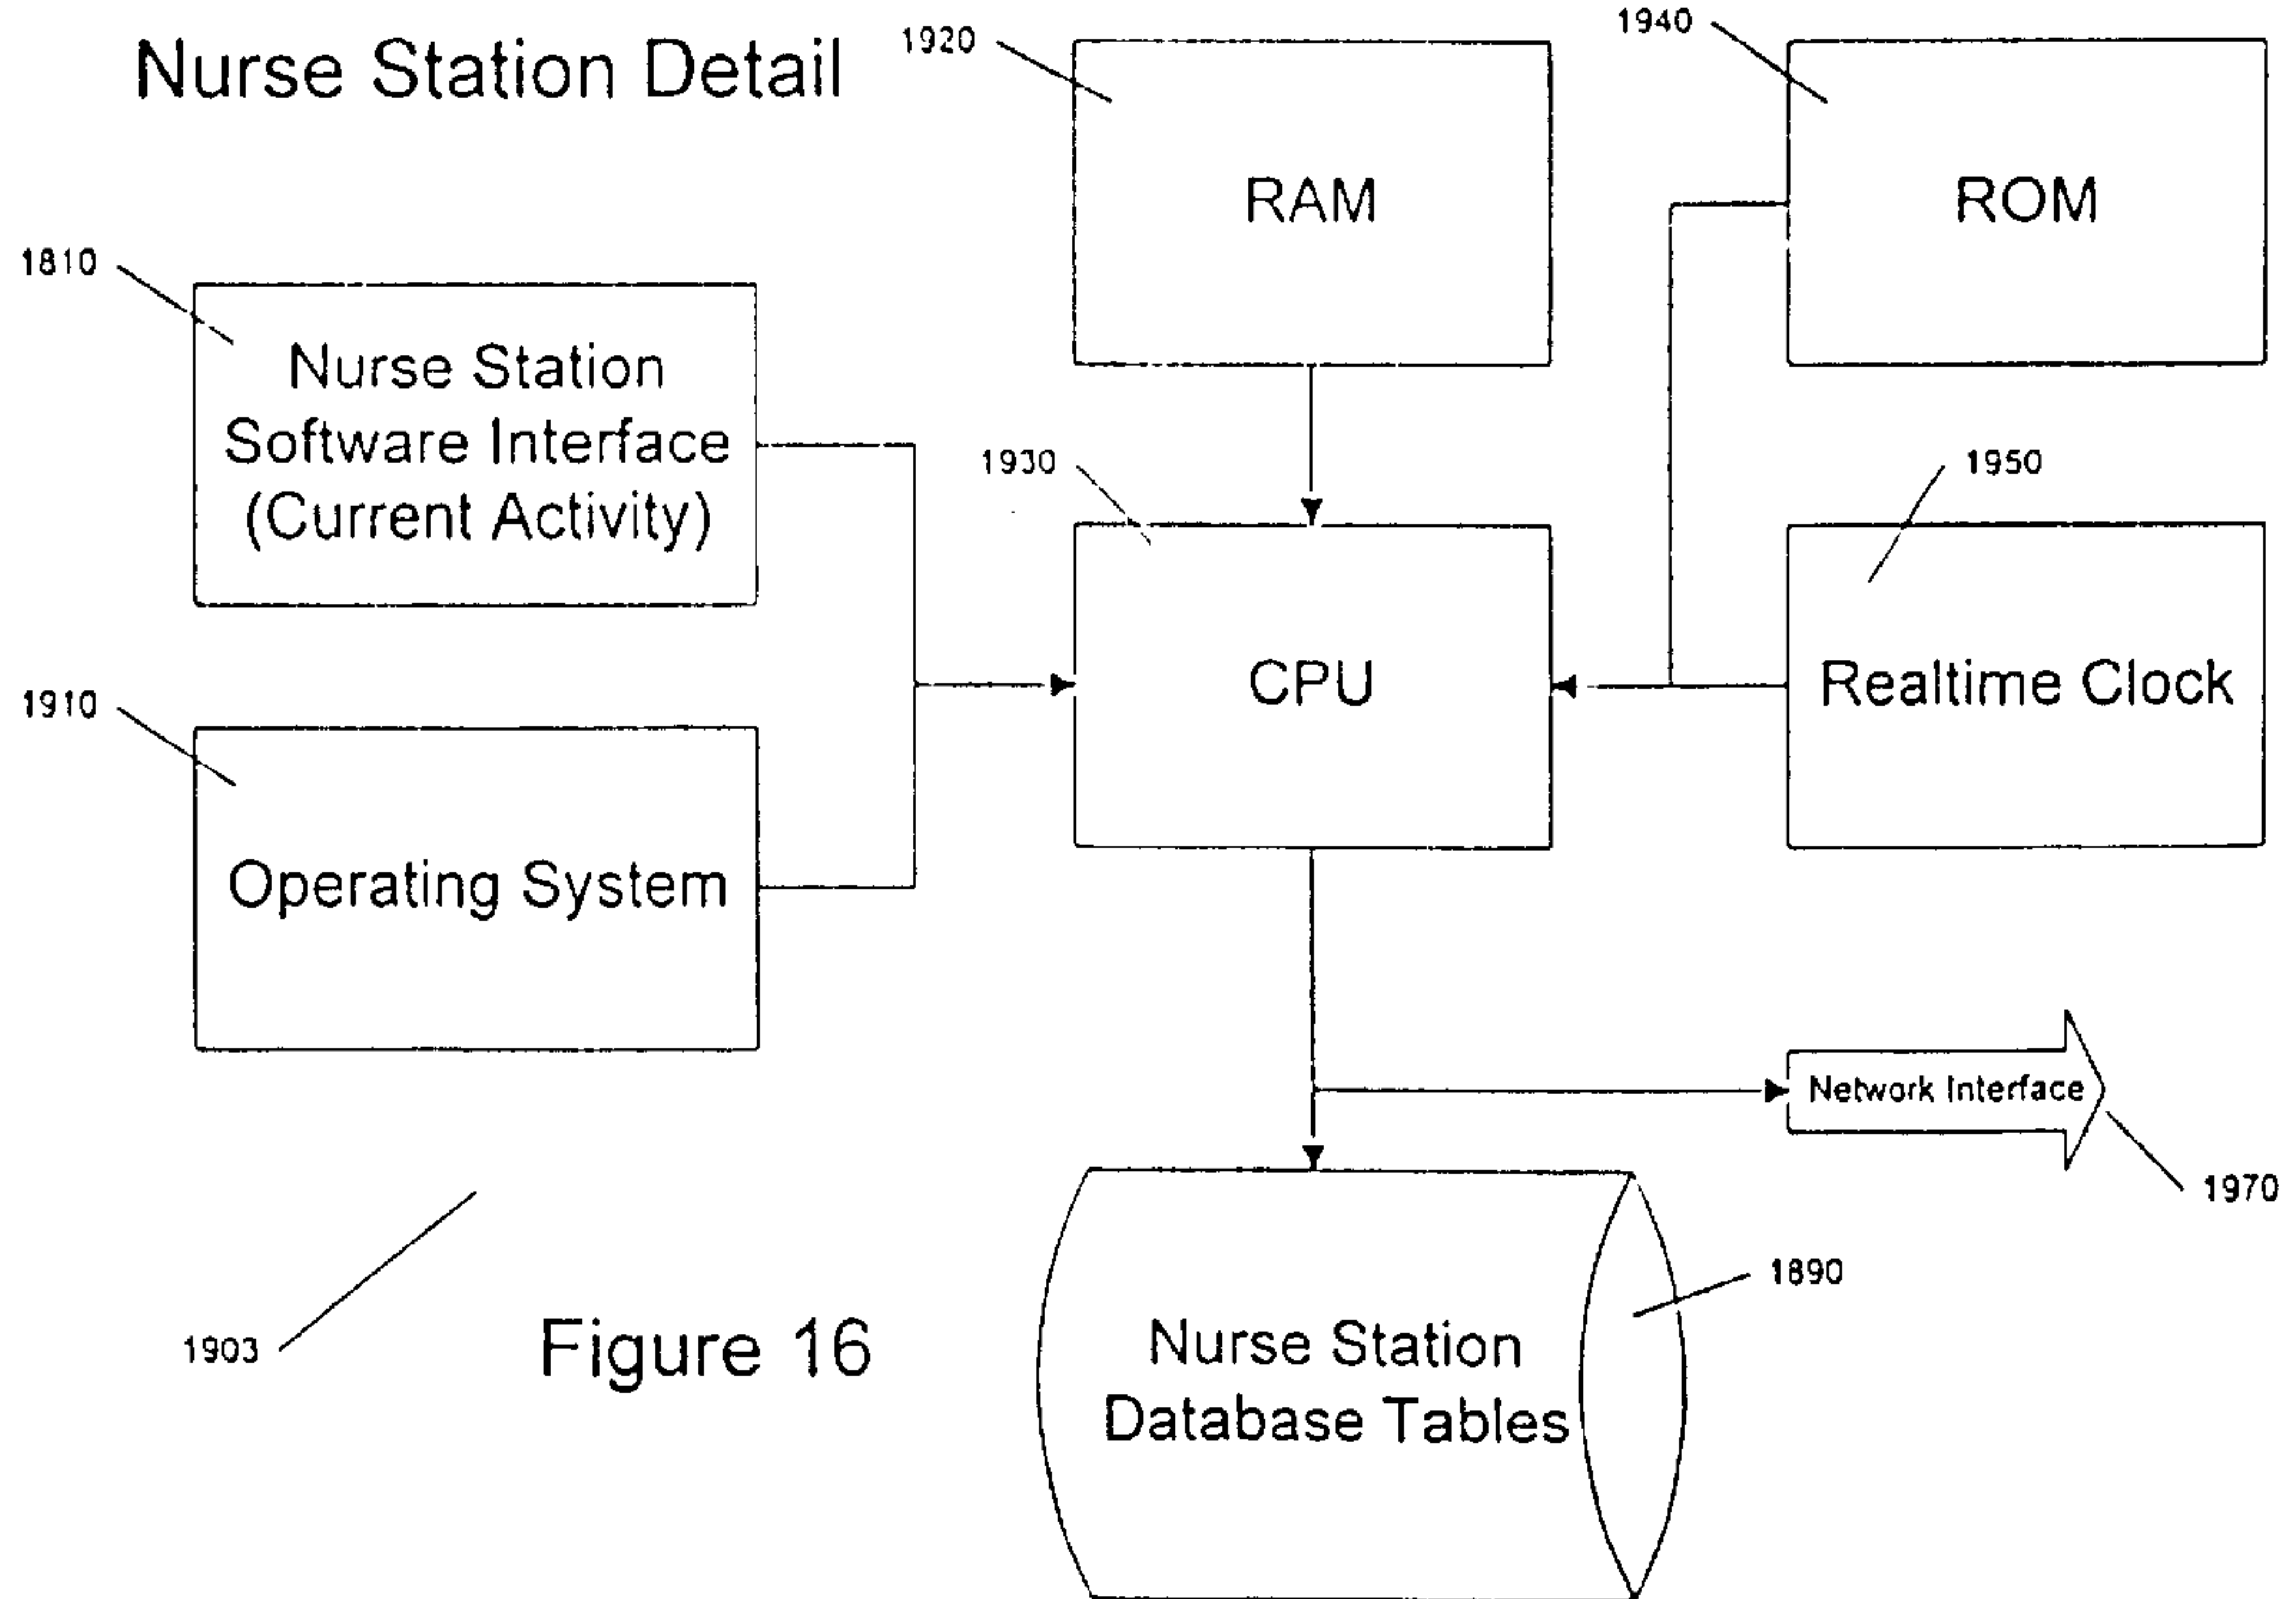 Nurse Station Detail
1920
1940
RAM
ROM
1810
Nurse Station
Software Interface
(Current Activity)
1930
1950
CPU
Realtime Clock
1910
Operating System
Network Interface
1970
1890
1903
Figure 16
Nurse Station
Database Tables